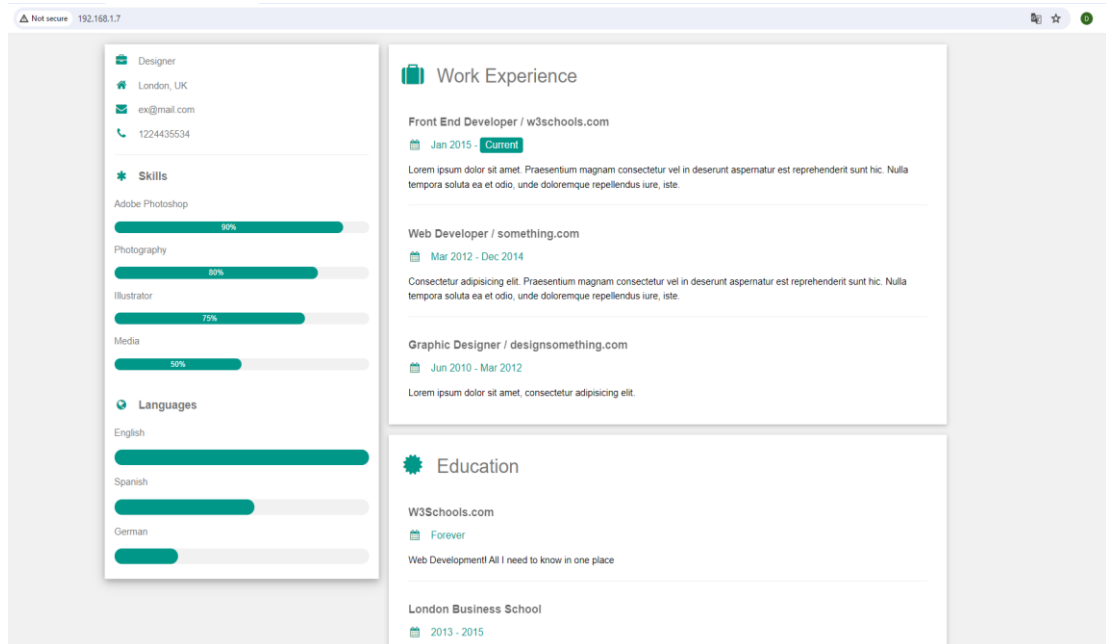 Not secure 192.168.1.7
D
Designer
London, UK
ex@mail.com
1224435534
Skills
Adobe Photoshop
90%
Photography
80%
Illustrator
75%
Media
50%
Languages
English
Spanish
German
Work Experience
Front End Developer / w3schools.com
Jan 2015 - Current
Lorem ipsum dolor sit amet. Praesentium magnam consectetur vel in deserunt aspernatur est reprehenderit sunt hic. Nulla
tempora soluta ea et odio, unde doloremque repellendus iure, iste.
Web Developer / something.com
Mar 2012 - Dec 2014
Consectetur adipisicing elit. Praesentium magnam consectetur vel in deserunt aspernatur est reprehenderit sunt hic. Nulla
tempora soluta ea et odio, unde doloremque repellendus iure, iste.
Graphic Designer / designsomething.com
Jun 2010 - Mar 2012
Lorem ipsum dolor sit amet, consectetur adipisicing elit.
Education
W3Schools.com
Forever
Web Development! All I need to know in one place
London Business School
2013 - 2015